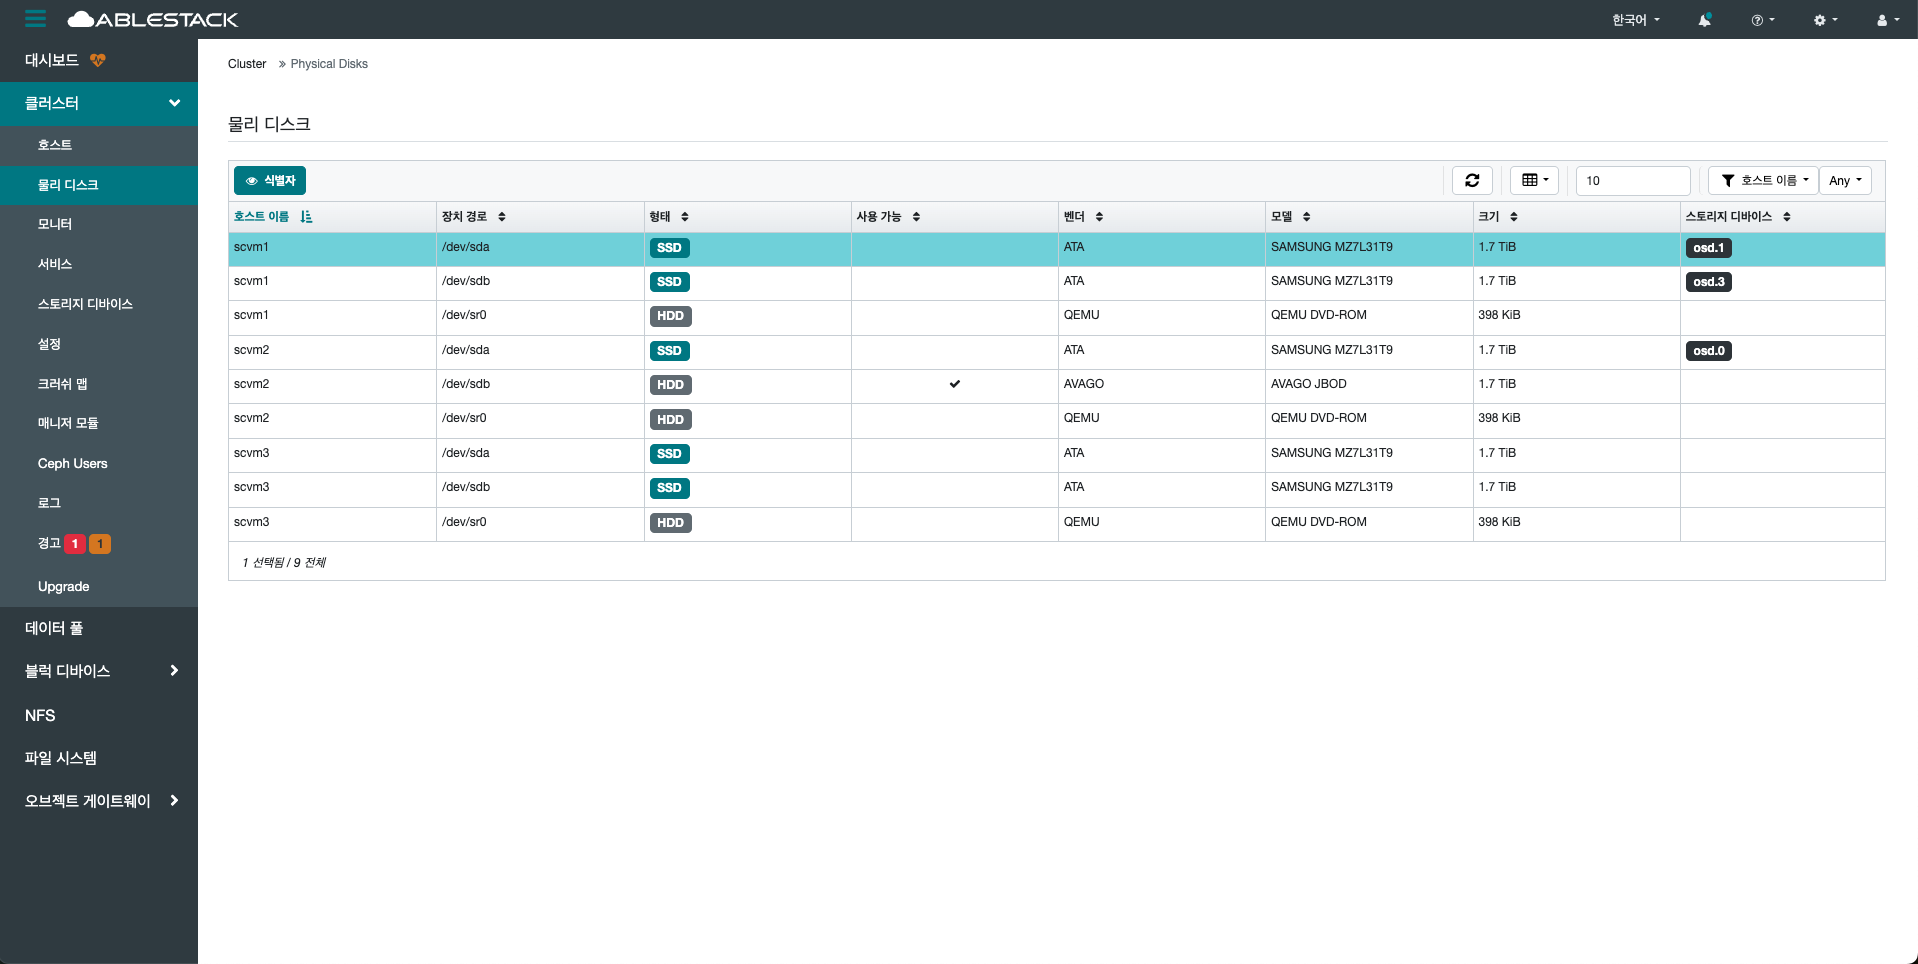 ABLESTACK
한국어
대시보드
클러스터
호스트
물리 디스크
모니터
서비스
스토리지 디바이스
설정
크러쉬 맵
매니저 모듈
Ceph Users
로그
경고 1 1
Upgrade
데이터 풀
블럭 디바이스
NFS
파일 시스템
오브젝트 게이트웨이
Cluster » Physical Disks
물리 디스크
식별자
10
호스트 이름
Any
호스트 이름 장치 경로 형태 사용 가능 벤더 모델 크기 스토리지 디바이스
scvm1 /dev/sda SSD ATA SAMSUNG MZ7L31T9 1.7 TiB osd.1
scvm1 /dev/sdb SSD ATA SAMSUNG MZ7L31T9 1.7 TiB osd.3
scvm1 /dev/sr0 HDD QEMU QEMU DVD-ROM 398 KiB
scvm2 /dev/sda SSD ATA SAMSUNG MZ7L31T9 1.7 TiB osd.0
scvm2 /dev/sdb HDD AVAGO AVAGO JBOD 1.7 TiB
scvm2 /dev/sr0 HDD QEMU QEMU DVD-ROM 398 KiB
scvm3 /dev/sda SSD ATA SAMSUNG MZ7L31T9 1.7 TiB
scvm3 /dev/sdb SSD ATA SAMSUNG MZ7L31T9 1.7 TiB
scvm3 /dev/sr0 HDD QEMU QEMU DVD-ROM 398 KiB
1 선택됨 / 9 전체